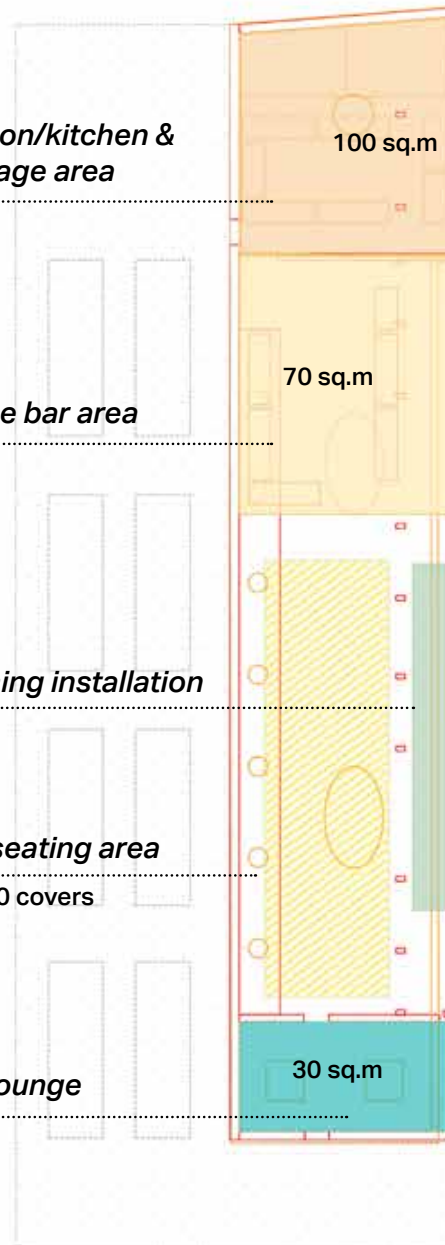 on/kitchen &
age area
100 sq.m
70 sq.m
e bar area
ing installation
seating area
0 covers
ounge
30 sq.m